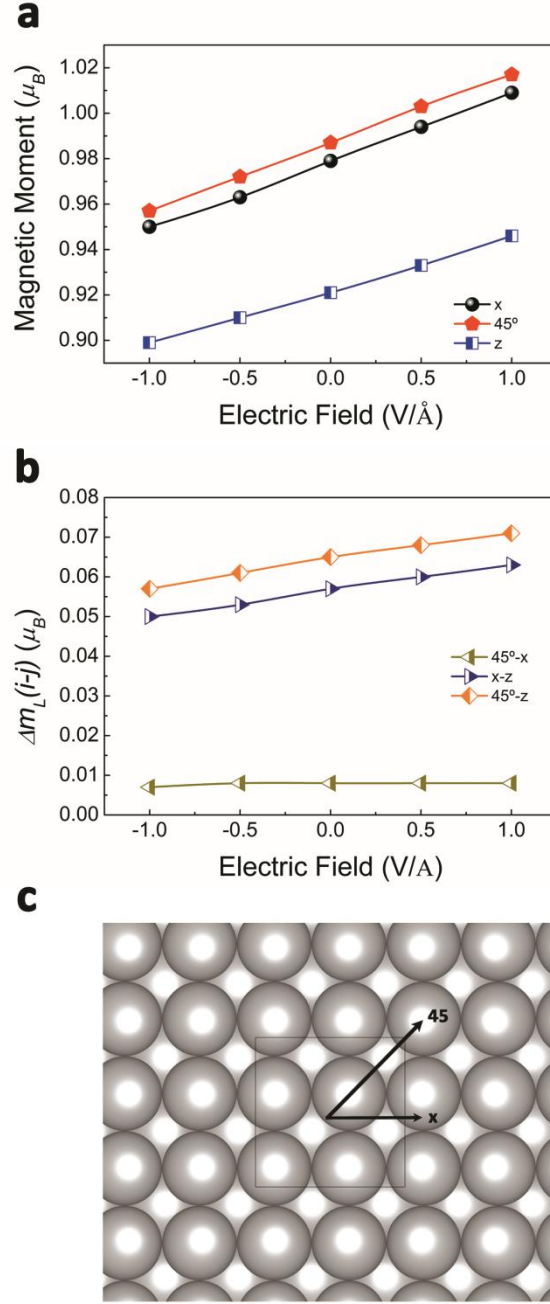 a
Magnetic Moment (μB)
1.02
1.00
0.98
0.96
0.94
0.92
0.90
x
45º
z
-1.0 -0.5 0.0 0.5 1.0
Electric Field (V/Å)
b
ΔmL(i-j) (μB)
0.08
0.07
0.06
0.05
0.04
0.03
0.02
0.01
0.00
45º-x
x-z
45º-z
-1.0 -0.5 0.0 0.5 1.0
Electric Field (V/A)
c
45
x